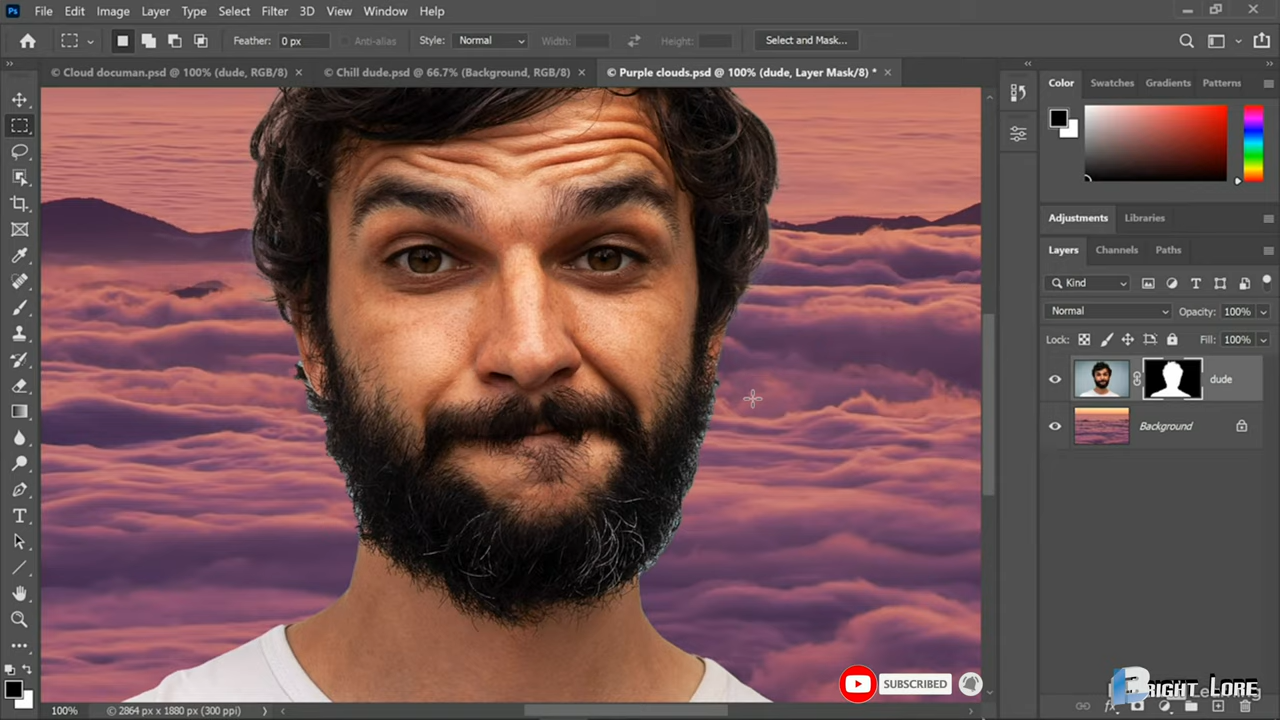 Ps File Edit Image Layer Type Select Filter 3D View Window Help
Feather: 0 px Anti-alias Style: Normal Width: Height: Select and Mask...
© Cloud documan.psd @ 100% (dude, RGB/8) × © Chill dude.psd @ 66.7% (Background, RGB/8) × © Purple clouds.psd @ 100% (dude, Layer Mask/8) * ×
Color Swatches Gradients Patterns
Adjustments Libraries
Layers Channels Paths
Kind
Normal Opacity: 100%
Lock: Fill: 100%
dude
Background
SUBSCRIBED
BRIGHT LORE
100% © 2864 px x 1880 px (300 ppi)